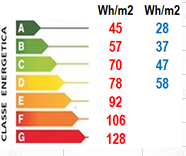 Wh/m2 Wh/m2
CLASSE ENERGETICA
A 45 28
B 57 37
C 70 47
D 78 58
E 92
F 106
G 128